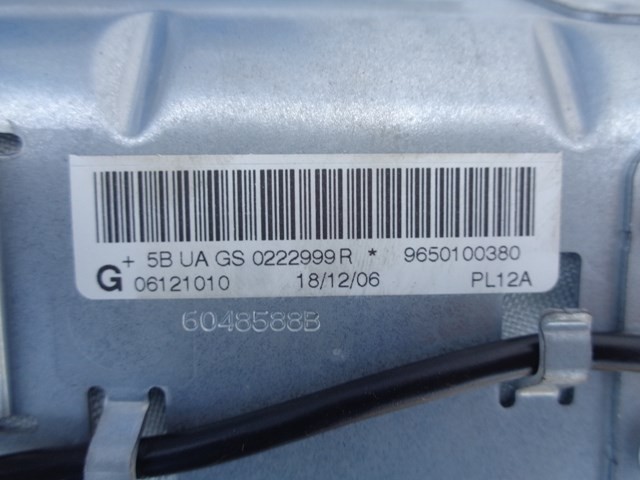 + 5B UA GS 0222999 R * 9650100380
G 06121010 18/12/06 PL12A
6048588B